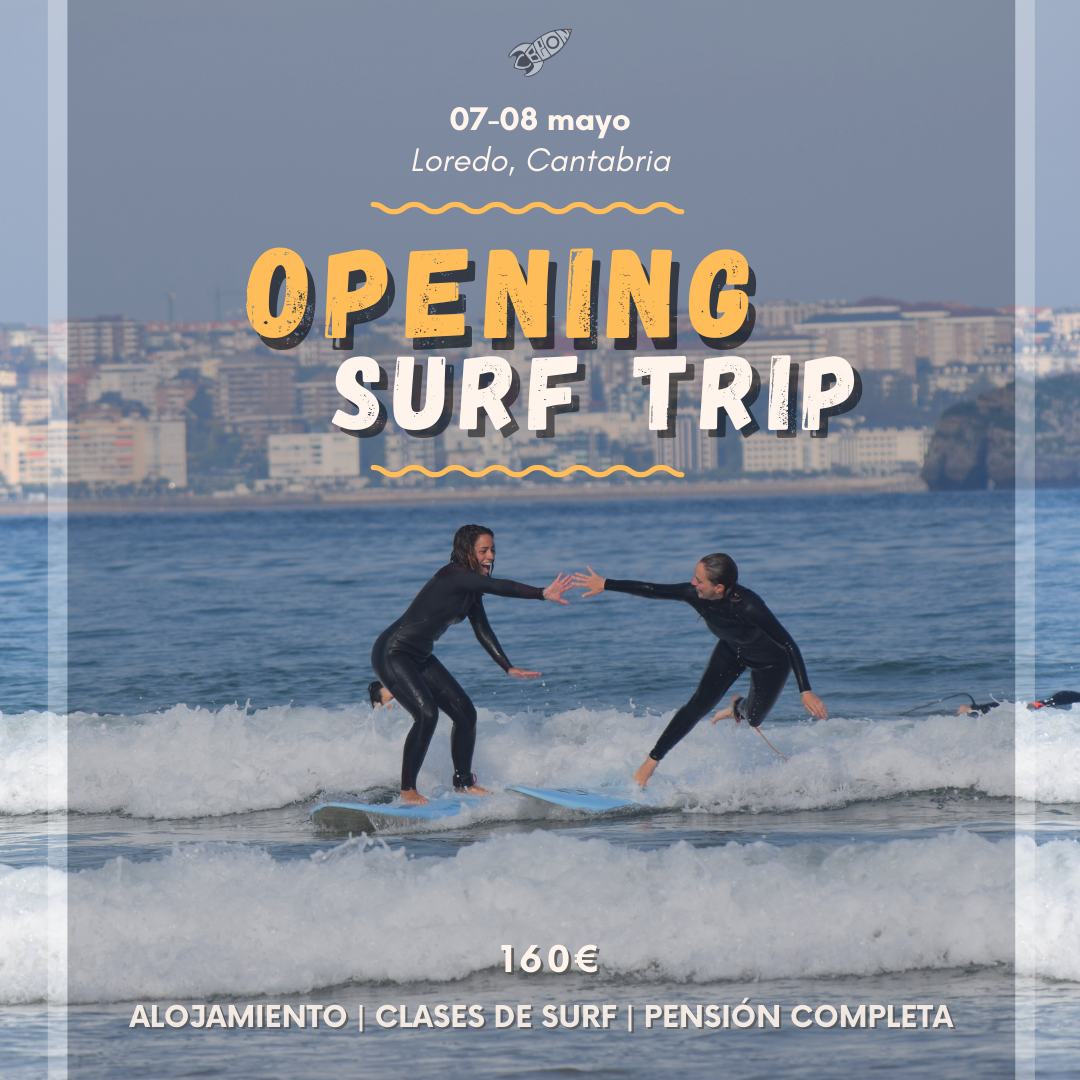 07-08 mayo
Loredo, Cantabria
OPENING
SURF TRIP
160€
ALOJAMIENTO | CLASES DE SURF | PENSIÓN COMPLETA